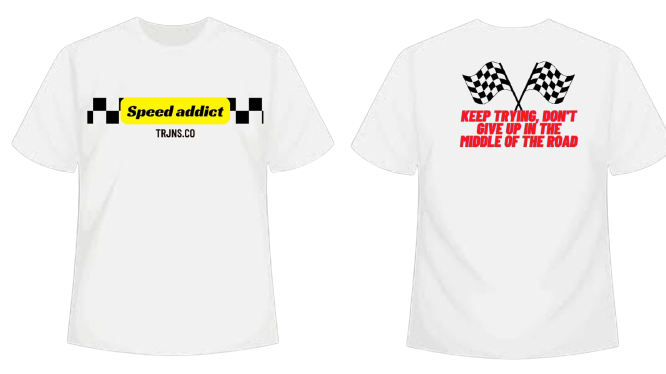 Speed addict
TRJNS.CO
KEEP TRYING, DON'T
GIVE UP IN THE
MIDDLE OF THE ROAD